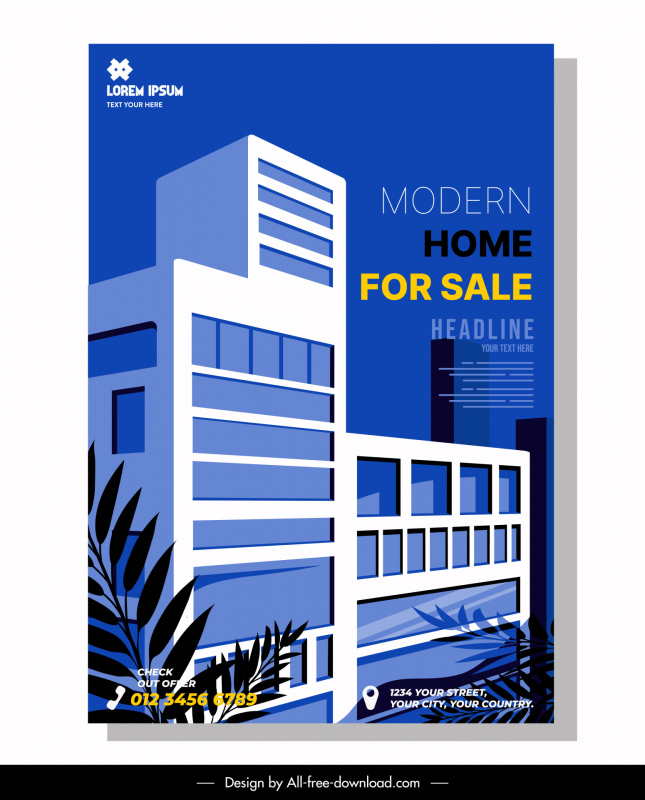 LOREM IPSUM
TEXT YOUR HERE
MODERN
HOME
FOR SALE
HEADLINE
YOUR TEXT HERE
CHECK
OUT OFFER
012 3456 6789
1234 YOUR STREET,
YOUR CITY, YOUR COUNTRY.
Design by All-free-download.com